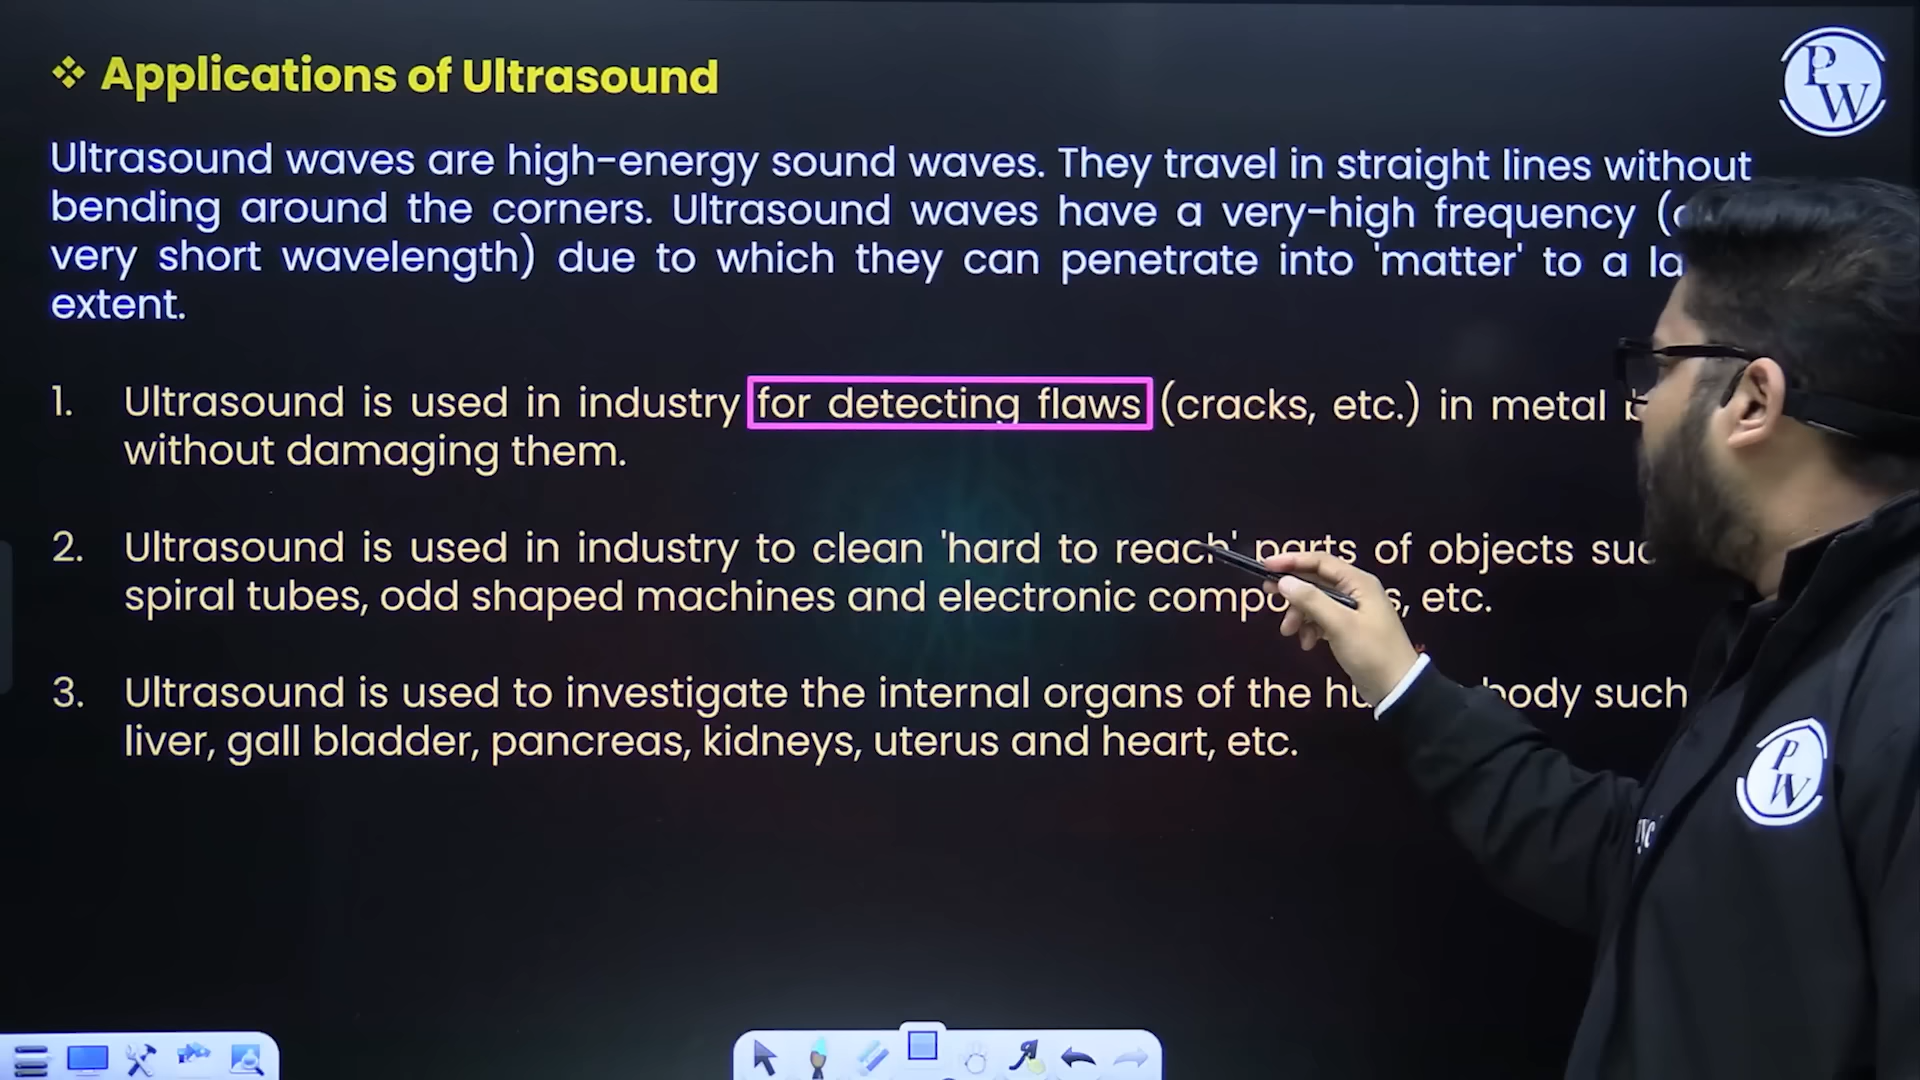 ❖ Applications of Ultrasound
PW
Ultrasound waves are high-energy sound waves. They travel in straight lines without
bending around the corners. Ultrasound waves have a very-high frequency (
very short wavelength) due to which they can penetrate into 'matter' to a
extent.
1. Ultrasound is used in industry for detecting flaws (cracks, etc.) in metal
without damaging them.
2. Ultrasound is used in industry to clean 'hard to reach' parts of objects
spiral tubes, odd shaped machines and electronic , etc.
3. Ultrasound is used to investigate the internal organs of the body such
liver, gall bladder, pancreas, kidneys, uterus and heart, etc.
PW